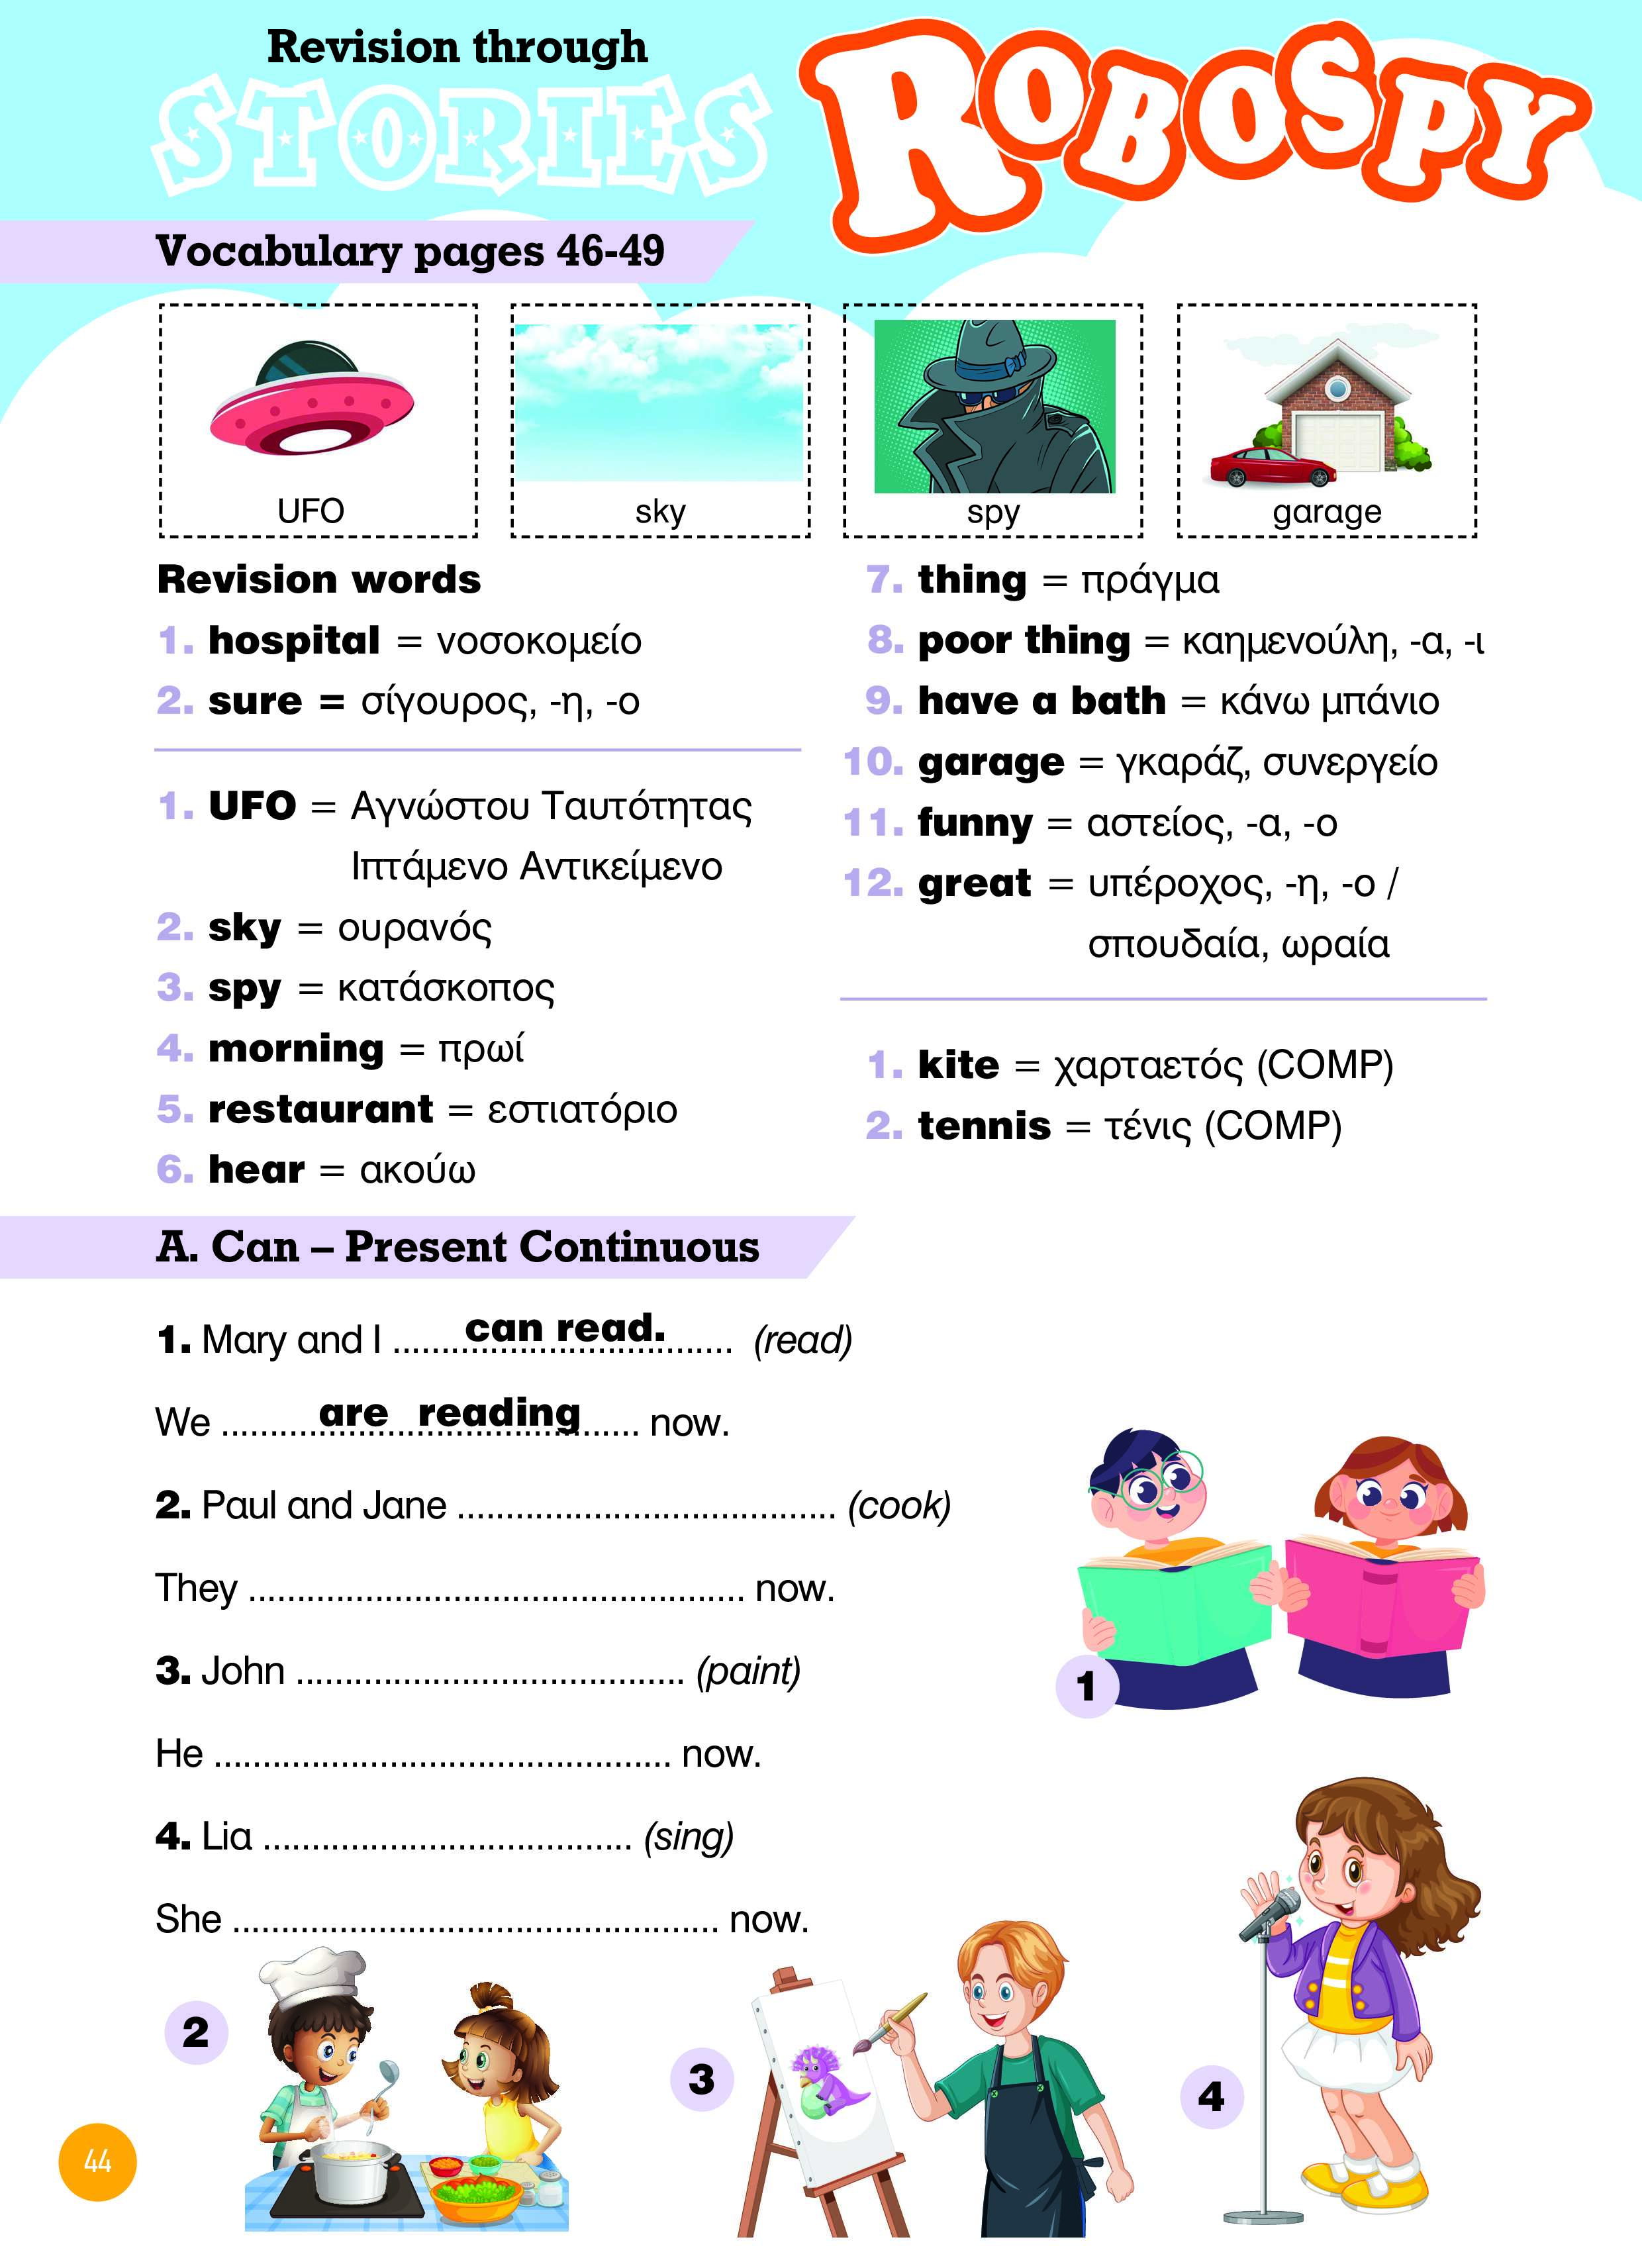 Revision through
STORIES
ROBOSPY
Vocabulary pages 46-49
UFO
sky
spy
garage
Revision words
1. hospital = νοσοκομείο
2. sure = σίγουρος, -η, -ο
1. UFO = Αγνώστου Ταυτότητας
Ιπτάμενο Αντικείμενο
2. sky = ουρανός
3. spy = κατάσκοπος
4. morning = πρωί
5. restaurant = εστιατόριο
6. hear = ακούω
7. thing = πράγμα
8. poor thing = καημενούλη, -α, -ι
9. have a bath = κάνω μπάνιο
10. garage = γκαράζ, συνεργείο
11. funny = αστείος, -α, -ο
12. great = υπέροχος, -η, -ο /
σπουδαία, ωραία
1. kite = χαρταετός (COMP)
2. tennis = τένις (COMP)
A. Can – Present Continuous
1. Mary and I ......can read....... (read)
We ......are reading...... now.
2. Paul and Jane ....................................... (cook)
They ................................................... now.
3. John ........................................ (paint)
He ............................................... now.
4. Lia ...................................... (sing)
She .................................................. now.
1
2
3
4
44